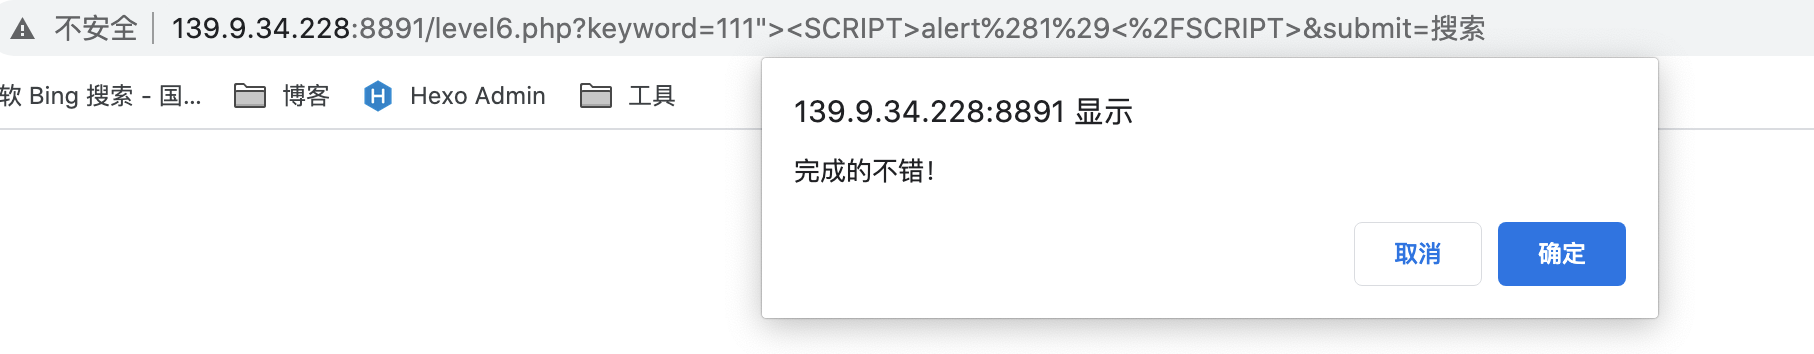 不安全 139.9.34.228:8891/level6.php?keyword=111"><SCRIPT>alert%281%29<%2FSCRIPT>&submit=搜索
软 Bing 搜索 - 国... 博客 H Hexo Admin 工具
139.9.34.228:8891 显示
完成的不错!
取消 确定